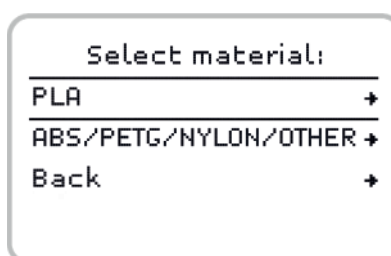 Select material:
PLA →
ABS/PETG/NYLON/OTHER →
Back →